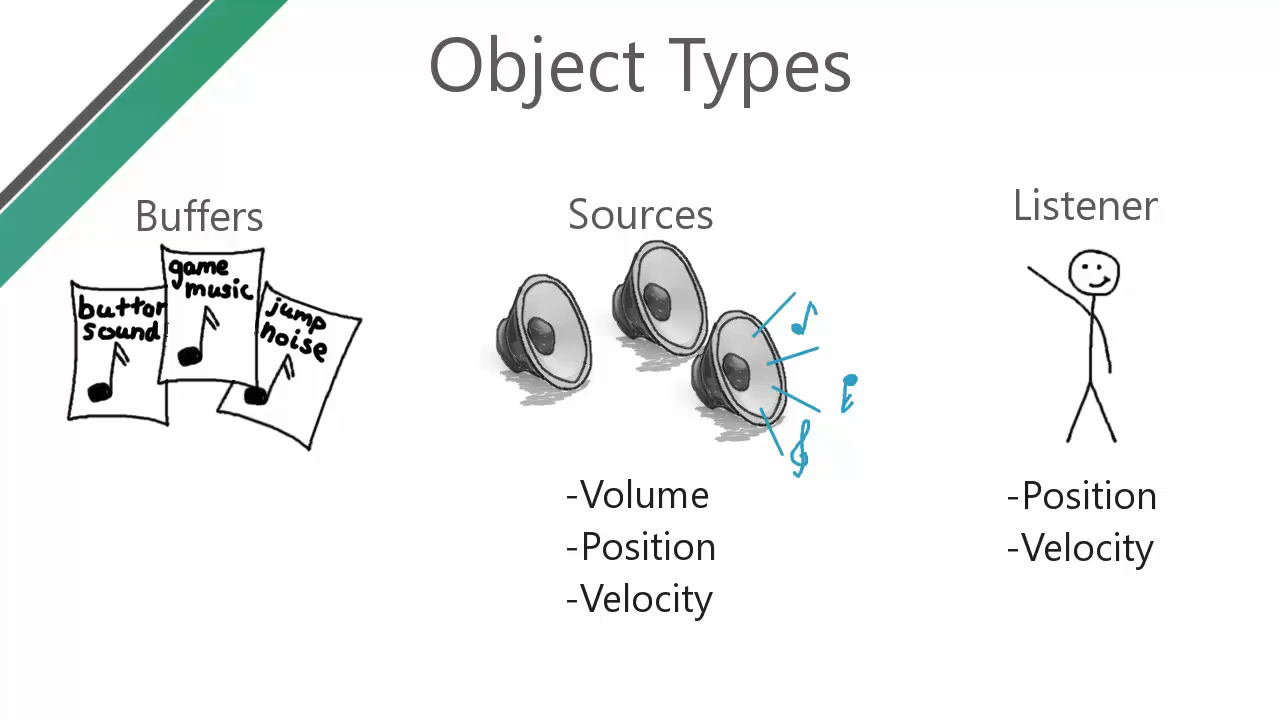 Object Types
Buffers
button
sound
game
music
jump
noise
Sources
-Volume
-Position
-Velocity
Listener
-Position
-Velocity